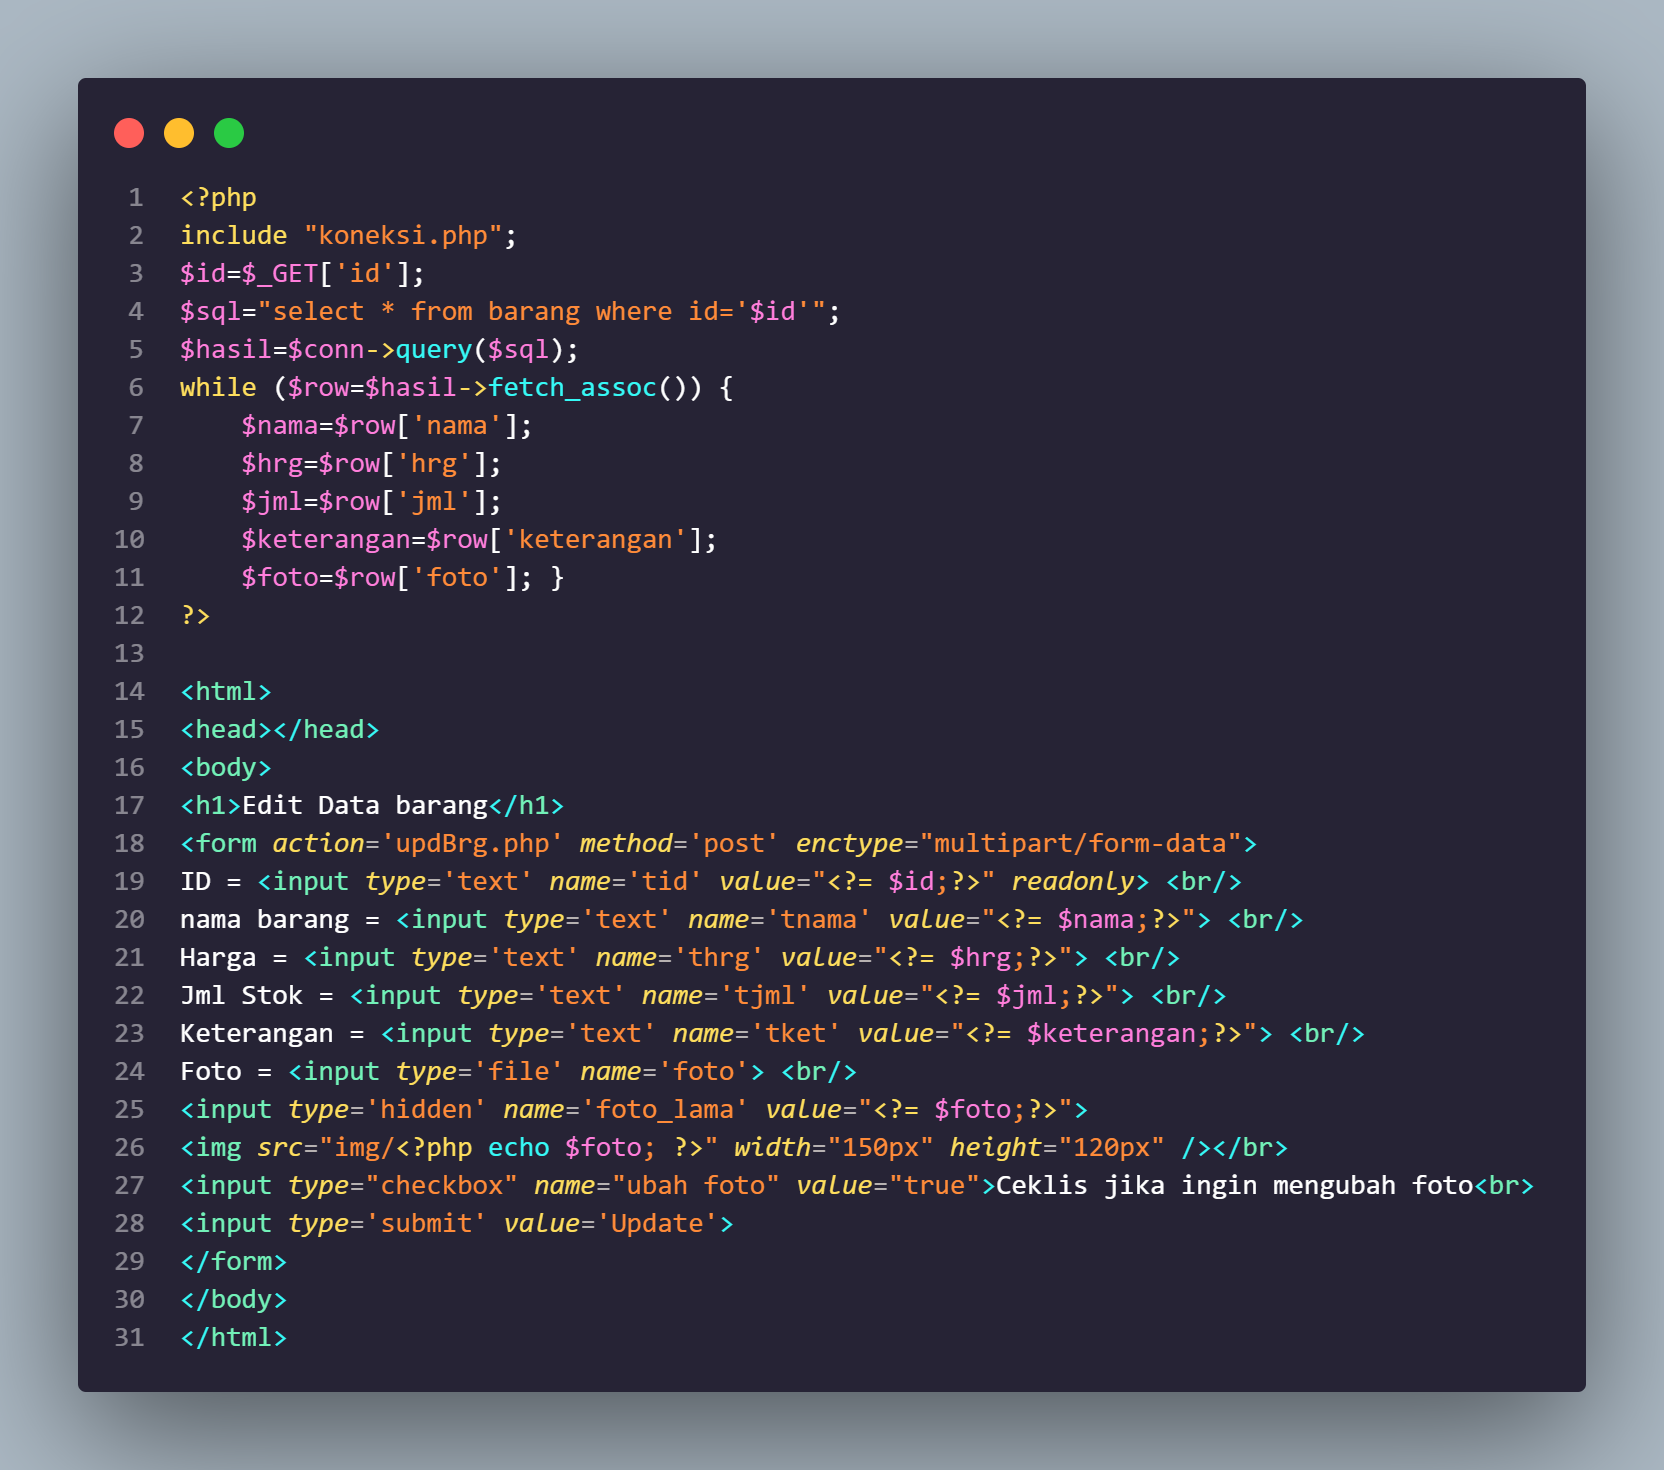 1 <?php
2 include "koneksi.php";
3 $id=$_GET['id'];
4 $sql="select * from barang where id='$id'";
5 $hasil=$conn->query($sql);
6 while ($row=$hasil->fetch_assoc()) {
7     $nama=$row['nama'];
8     $hrg=$row['hrg'];
9     $jml=$row['jml'];
10     $keterangan=$row['keterangan'];
11     $foto=$row['foto']; }
12 ?>
13
14 <html>
15 <head></head>
16 <body>
17 <h1>Edit Data barang</h1>
18 <form action='updBrg.php' method='post' enctype="multipart/form-data">
19 ID = <input type='text' name='tid' value="<?= $id;?>" readonly> <br/>
20 nama barang = <input type='text' name='tnama' value="<?= $nama;?>"> <br/>
21 Harga = <input type='text' name='thrg' value="<?= $hrg;?>"> <br/>
22 Jml Stok = <input type='text' name='tjml' value="<?= $jml;?>"> <br/>
23 Keterangan = <input type='text' name='tket' value="<?= $keterangan;?>"> <br/>
24 Foto = <input type='file' name='foto'> <br/>
25 <input type='hidden' name='foto_lama' value="<?= $foto;?>">
26 <img src="img/<?php echo $foto; ?>" width="150px" height="120px" /></br>
27 <input type="checkbox" name="ubah foto" value="true">Ceklis jika ingin mengubah foto<br>
28 <input type='submit' value='Update'>
29 </form>
30 </body>
31 </html>